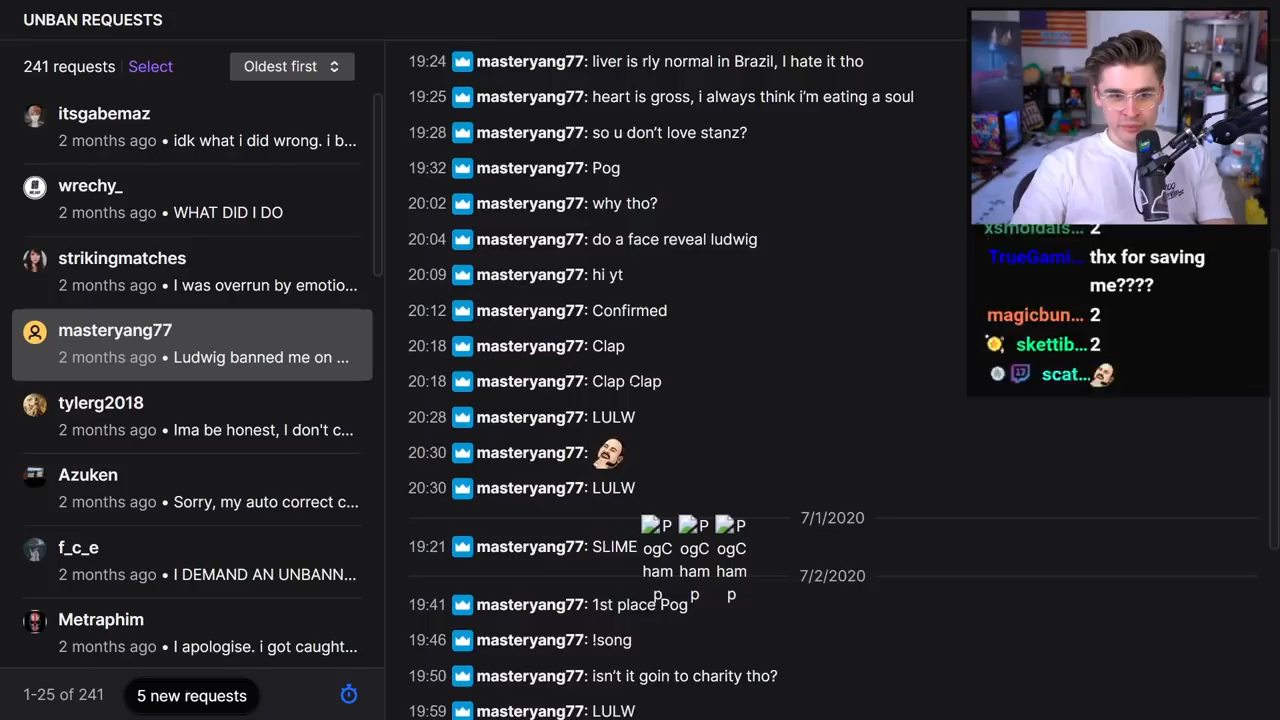 UNBAN REQUESTS
241 requests Select
Oldest first
itsgabemaz
2 months ago • idk what i did wrong. i b...
wrechy_
2 months ago • WHAT DID I DO
strikingmatches
2 months ago • I was overrun by emotio...
masteryang77
2 months ago • Ludwig banned me on ...
tylerg2018
2 months ago • Ima be honest, I don't c...
Azuken
2 months ago • Sorry, my auto correct c...
f_c_e
2 months ago • I DEMAND AN UNBANN...
Metraphim
2 months ago • I apologise. i got caught...
1-25 of 241
5 new requests
19:24 masteryang77: liver is rly normal in Brazil, I hate it tho
19:25 masteryang77: heart is gross, i always think i’m eating a soul
19:28 masteryang77: so u don’t love stanz?
19:32 masteryang77: Pog
20:02 masteryang77: why tho?
20:04 masteryang77: do a face reveal ludwig
20:09 masteryang77: hi yt
20:12 masteryang77: Confirmed
20:18 masteryang77: Clap
20:18 masteryang77: Clap Clap
20:28 masteryang77: LULW
20:30 masteryang77:
20:30 masteryang77: LULW
7/1/2020
19:21 masteryang77: SLIME PogChamp PogChamp PogChamp
7/2/2020
19:41 masteryang77: 1st place Pog
19:46 masteryang77: !song
19:50 masteryang77: isn’t it goin to charity tho?
19:59 masteryang77: LULW
xsmoldais... 2
TrueGami... thx for saving
me????
magicbun... 2
skettib... 2
scat...